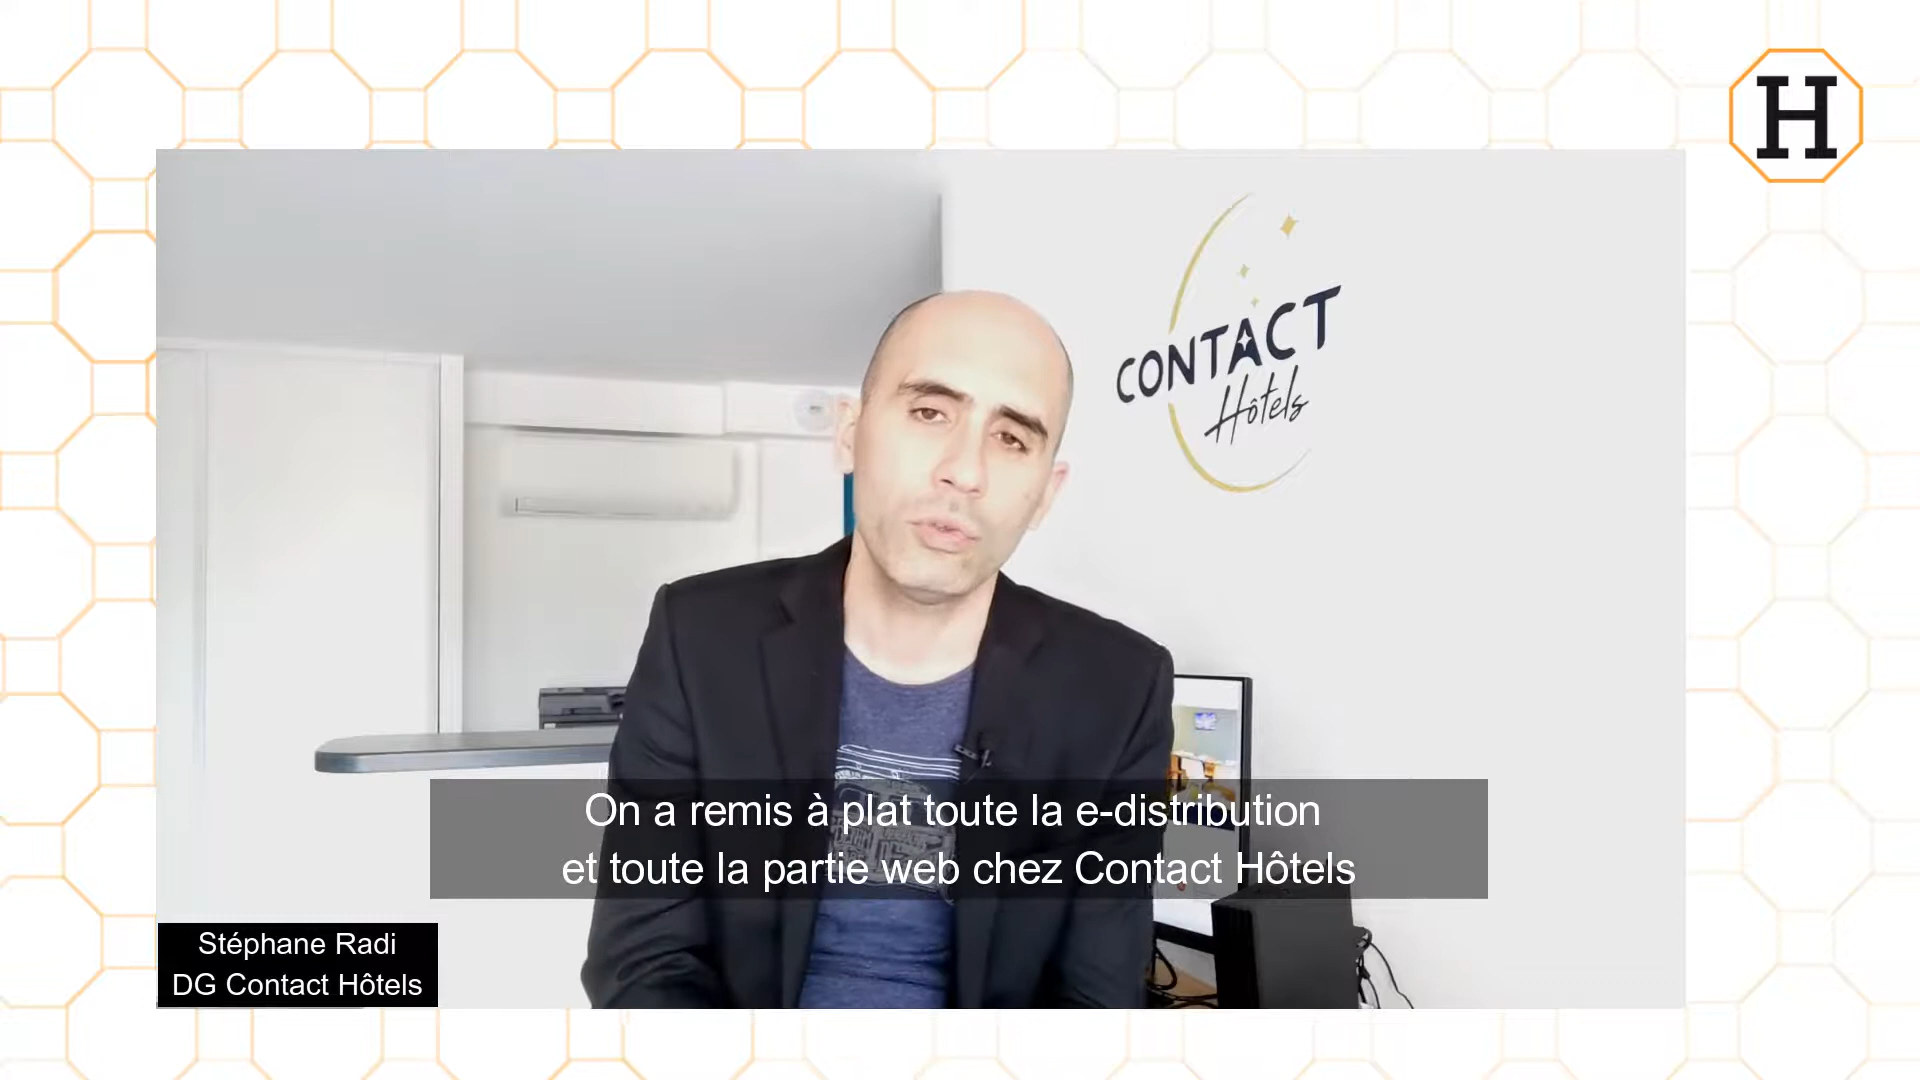 H
CONTACT
Hôtels
On a remis à plat toute la e-distribution
et toute la partie web chez Contact Hôtels
Stéphane Radi
DG Contact Hôtels